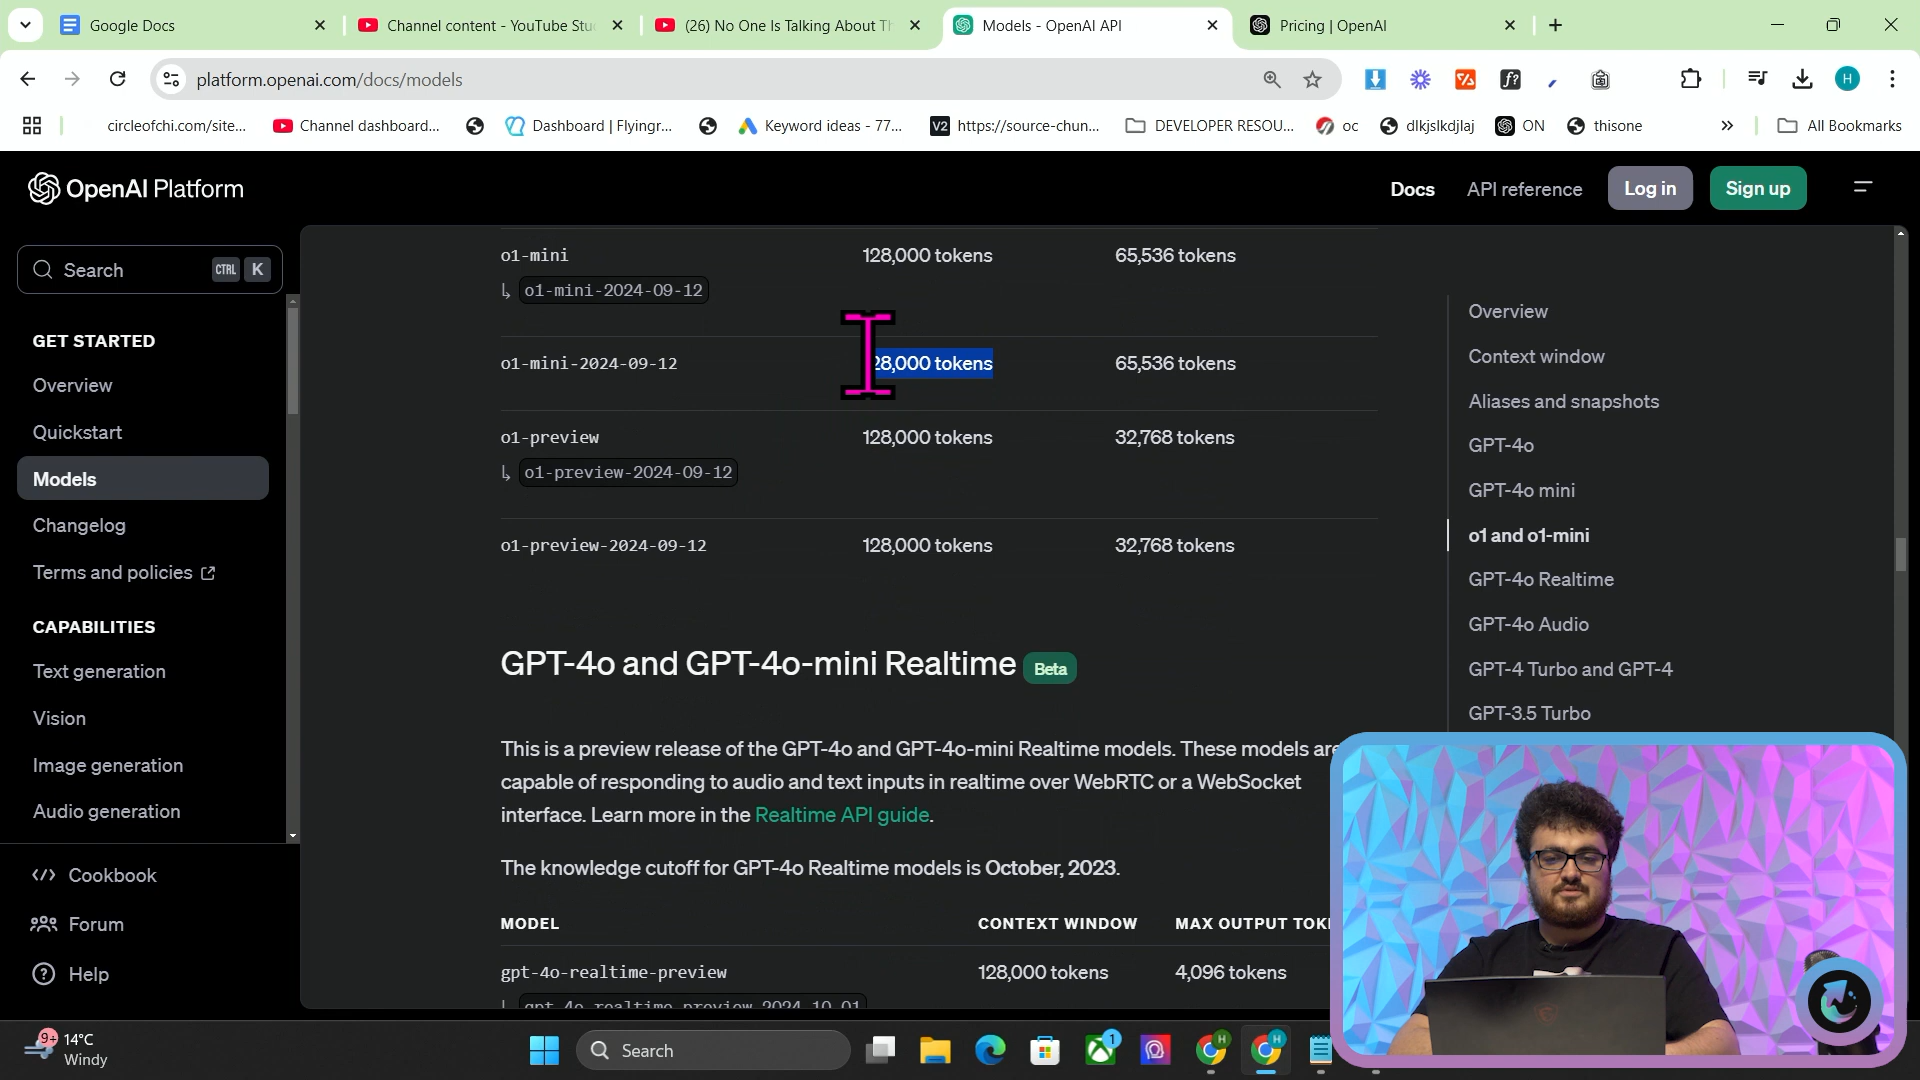 Google Docs
Channel content - YouTube Stu
(26) No One Is Talking About Th
Models - OpenAI API
Pricing | OpenAI
platform.openai.com/docs/models
H
circleofchi.com/site...
Channel dashboard...
Dashboard | Flyingr...
Keyword ideas - 77...
V2 https://source-chun...
DEVELOPER RESOU...
oc
dlkjslkdjlaj
ON
thisone
All Bookmarks
OpenAI Platform
Docs
API reference
Log in
Sign up
Search
CTRL K
GET STARTED
Overview
Quickstart
Models
Changelog
Terms and policies
CAPABILITIES
Text generation
Vision
Image generation
Audio generation
Cookbook
Forum
Help
o1-mini 128,000 tokens 65,536 tokens
↳ o1-mini-2024-09-12
o1-mini-2024-09-12 28,000 tokens 65,536 tokens
o1-preview 128,000 tokens 32,768 tokens
↳ o1-preview-2024-09-12
o1-preview-2024-09-12 128,000 tokens 32,768 tokens
GPT-4o and GPT-4o-mini Realtime Beta
This is a preview release of the GPT-4o and GPT-4o-mini Realtime models. These models are
capable of responding to audio and text inputs in realtime over WebRTC or a WebSocket
interface. Learn more in the Realtime API guide.
The knowledge cutoff for GPT-4o Realtime models is October, 2023.
MODEL CONTEXT WINDOW MAX OUTPUT TOK
gpt-4o-realtime-preview 128,000 tokens 4,096 tokens
gpt-4o-realtime-preview-2024-10-01
Overview
Context window
Aliases and snapshots
GPT-4o
GPT-4o mini
o1 and o1-mini
GPT-4o Realtime
GPT-4o Audio
GPT-4 Turbo and GPT-4
GPT-3.5 Turbo
9+ 14°C
Windy
Search
1
H
H